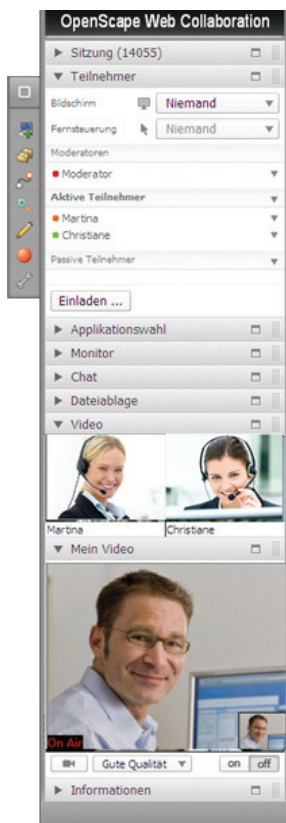 OpenScape Web Collaboration
Sitzung (14055)
Teilnehmer
Bildschirm Niemand
Fernsteuerung Niemand
Moderatoren
Moderator
Aktive Teilnehmer
Martina
Christiane
Passive Teilnehmer
Einladen ...
Applikationswahl
Monitor
Chat
Dateiablage
Video
Martina Christiane
Mein Video
On Air
Gute Qualität on off
Informationen